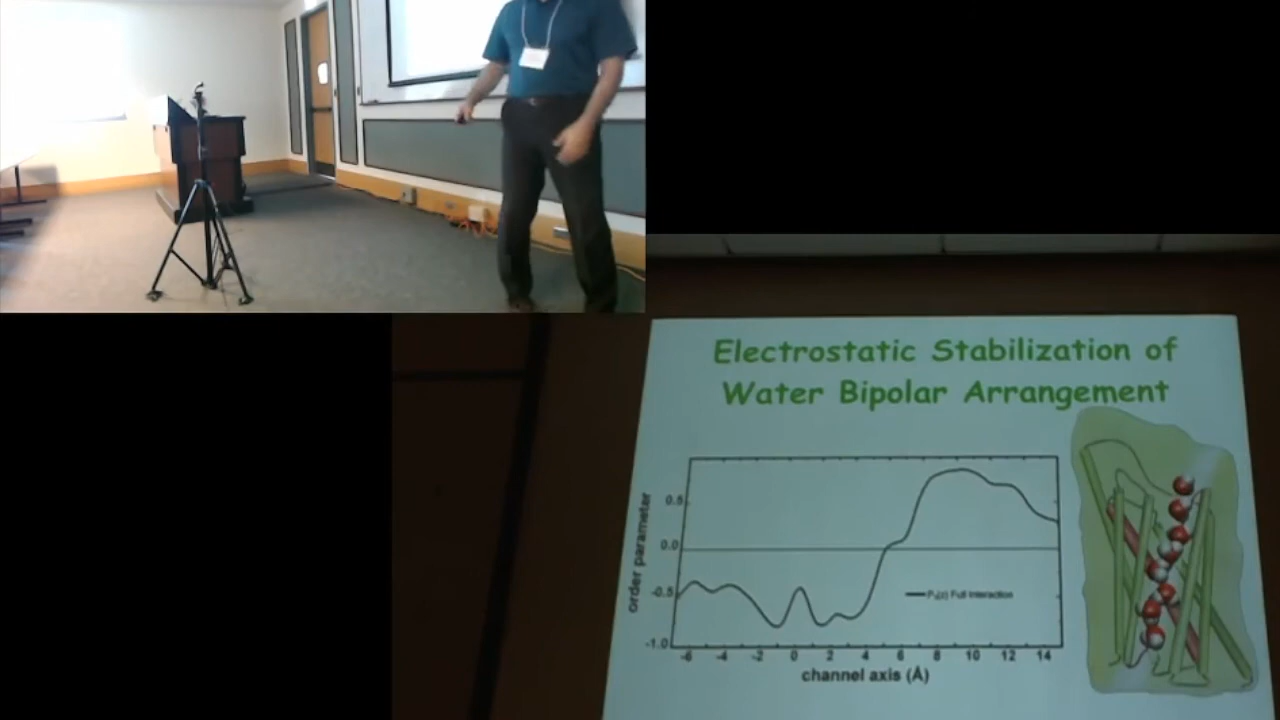 Electrostatic Stabilization of
Water Bipolar Arrangement
order parameter
0.5
0.0
-0.5
-1.0
Full Interaction
-6 -4 -2 0 2 4 6 8 10 12 14
channel axis (Å)